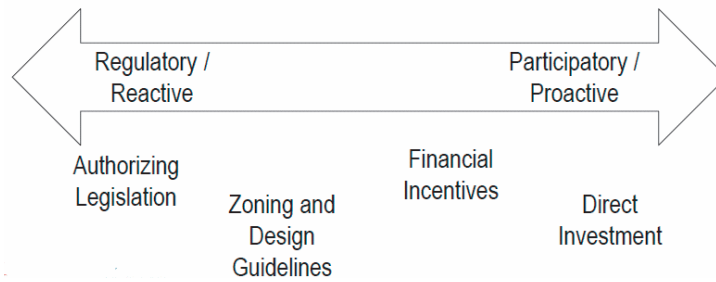 Regulatory /
Reactive
Participatory /
Proactive
Authorizing
Legislation
Zoning and
Design
Guidelines
Financial
Incentives
Direct
Investment